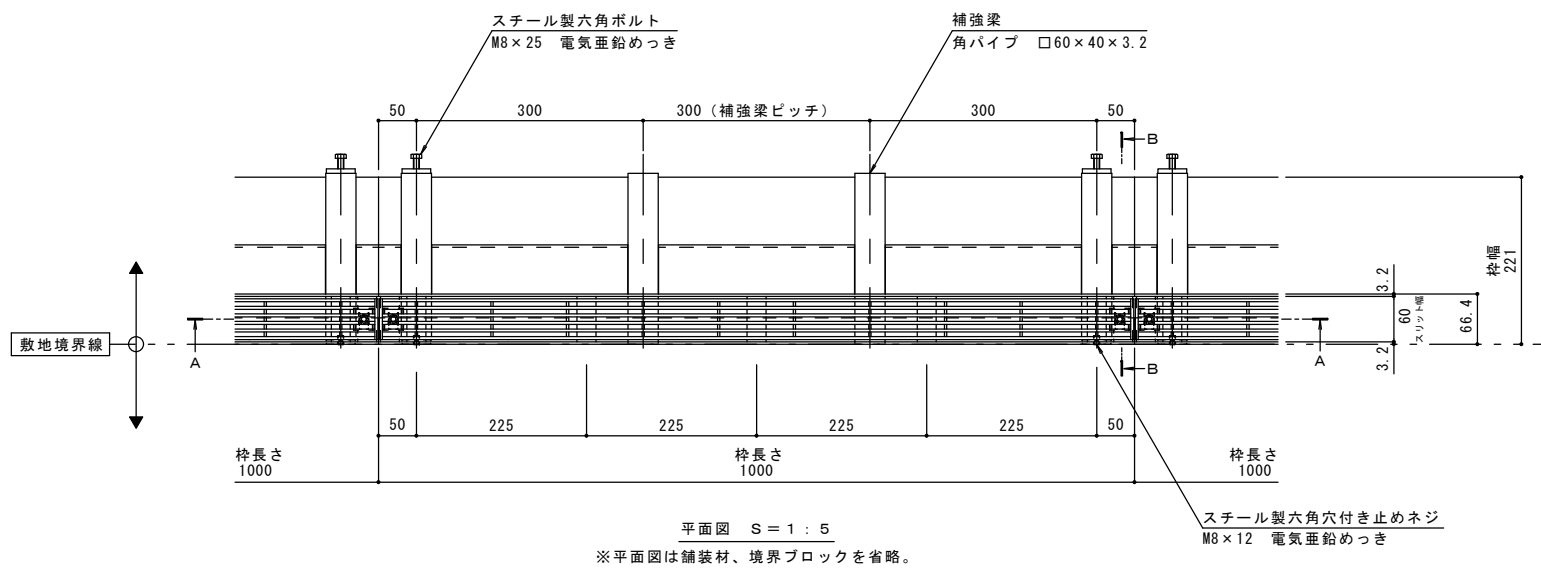 スチール製六角ボルト
M8×25　電気亜鉛めっき
補強梁
角パイプ　□60×40×3.2
50
300
300（補強梁ピッチ）
300
50
B
枠幅
221
3.2
60
スリット幅
66.4
3.2
敷地境界線
A
A
B
50
225
225
225
225
50
枠長さ
1000
枠長さ
1000
枠長さ
1000
スチール製六角穴付き止めネジ
M8×12　電気亜鉛めっき
平面図　S＝1：5
※平面図は舗装材、境界ブロックを省略。